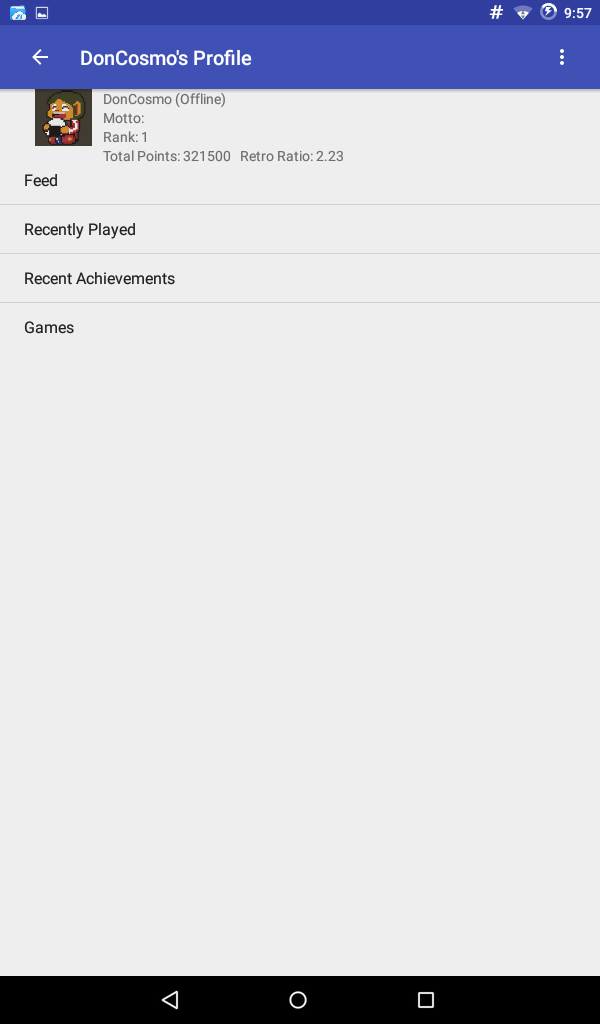 # 9:57
DonCosmo's Profile
DonCosmo (Offline)
Motto:
Rank: 1
Total Points: 321500 Retro Ratio: 2.23
Feed
Recently Played
Recent Achievements
Games